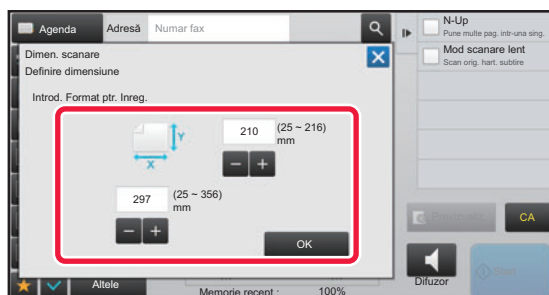 Agenda
Adresă
Numar fax
N-Up
Pune multe pag. intr-una sing.
Mod scanare lent
Scan orig. hart. subtire
Dimen. scanare
Definire dimensiune
Introd. Format ptr. Inreg.
Y
X
210
(25 ~ 216)
mm
297
(25 ~ 356)
mm
OK
CA
Start
Difuzor
Altele
Memorie recept :
100%